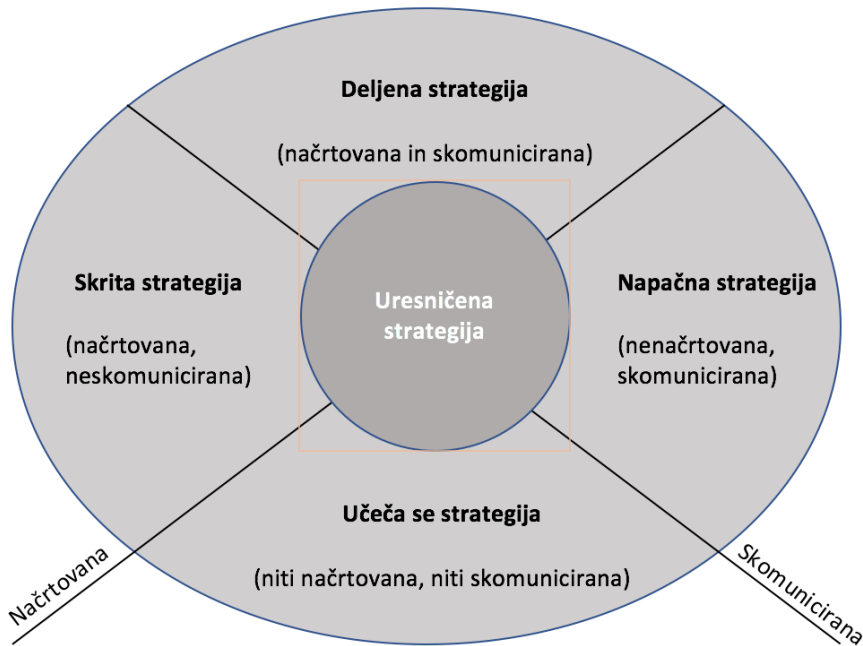 Deljena strategija
(načrtovana in skomunicirana)
Skrita strategija
(načrtovana,
neskomunicirana)
Uresničena
strategija
Napačna strategija
(nenačrtovana,
skomunicirana)
Učeča se strategija
(niti načrtovana, niti skomunicirana)
Načrtovana
Skomunicirana